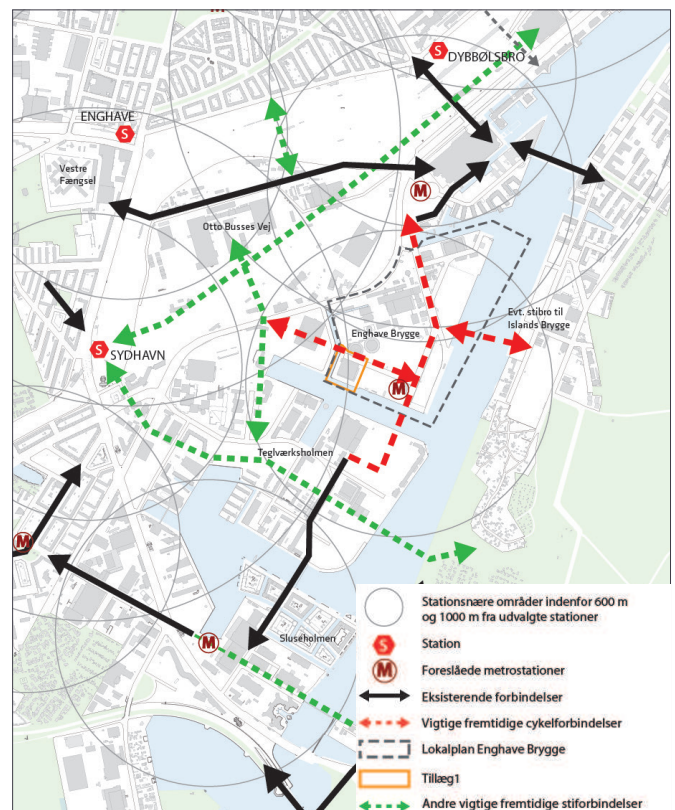 S
DYBBØLSBRO
ENGHAVE
S
Vestre
Fængsel
M
Otto Busses Vej
Evt. stibro til
Islands Brygge
Enghave Brygge
S
SYDHAVN
M
Teglværksholmen
M
Sluseholmen
M
Stationsnære områder indenfor 600 m
og 1000 m fra udvalgte stationer
S
Station
M
Foreslåede metrostationer
Eksisterende forbindelser
Vigtige fremtidige cykelforbindelser
Lokalplan Enghave Brygge
Tillæg1
Andre vigtige fremtidige stiforbindelser